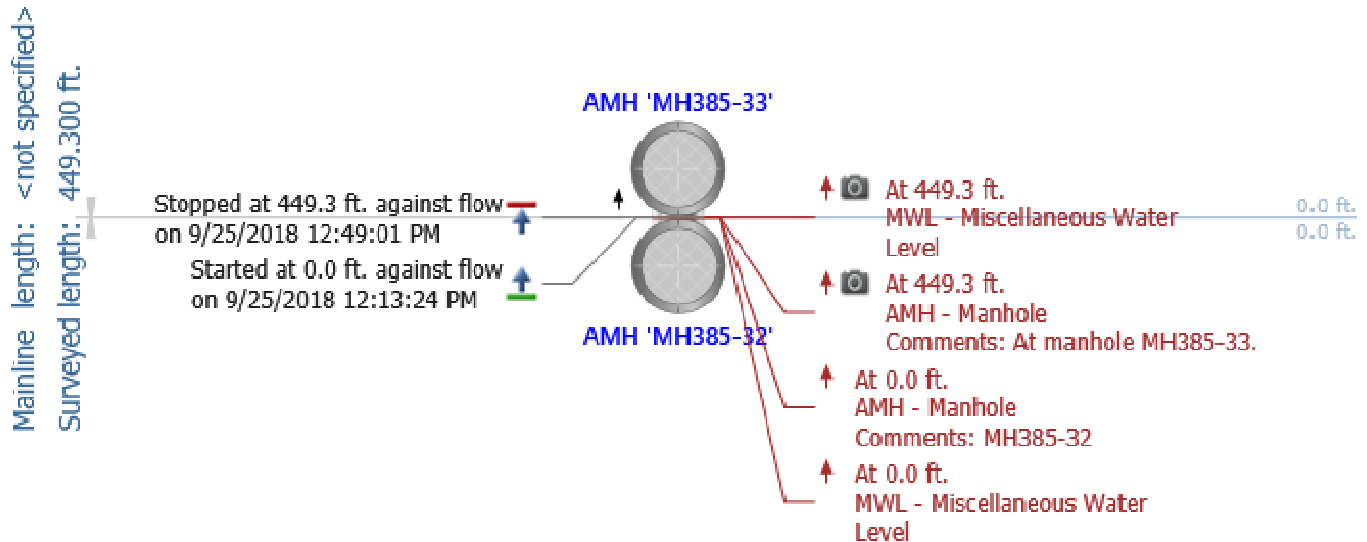 Mainline length: <not specified>
Surveyed length: 449.300 ft.
AMH 'MH385-33'
Stopped at 449.3 ft. against flow
on 9/25/2018 12:49:01 PM
Started at 0.0 ft. against flow
on 9/25/2018 12:13:24 PM
AMH 'MH385-32'
At 449.3 ft.
MWL - Miscellaneous Water
Level
At 449.3 ft.
AMH - Manhole
Comments: At manhole MH385-33.
At 0.0 ft.
AMH - Manhole
Comments: MH385-32
At 0.0 ft.
MWL - Miscellaneous Water
Level
0.0 ft.
0.0 ft.